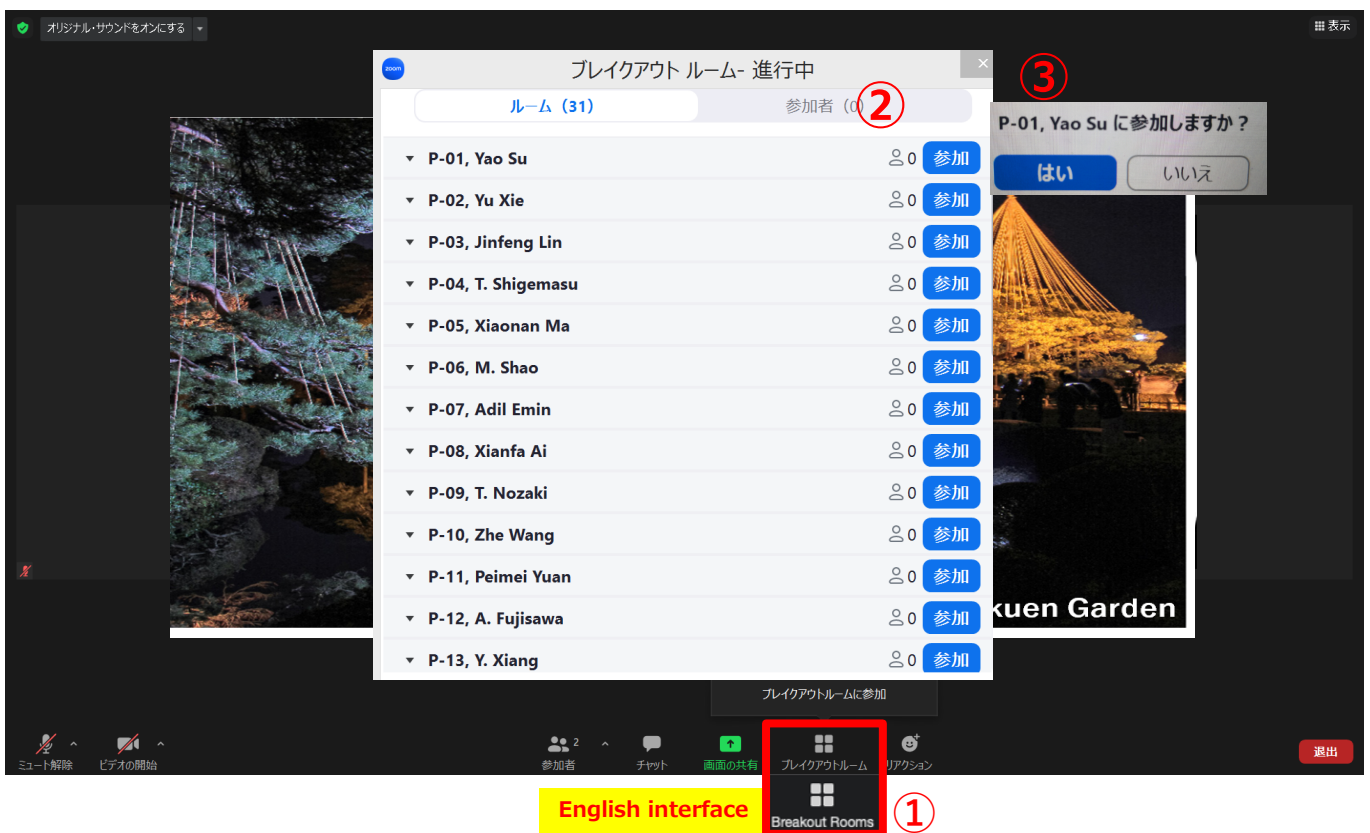 オリジナル・サウンドをオンにする
表示
zoom
ブレイクアウト ルーム- 進行中
×
③
ルーム（31）
参加者（0）
②
P-01, Yao Su に参加しますか？
はい
いいえ
P-01, Yao Su
0
参加
P-02, Yu Xie
0
参加
P-03, Jinfeng Lin
0
参加
P-04, T. Shigemasu
0
参加
P-05, Xiaonan Ma
0
参加
P-06, M. Shao
0
参加
P-07, Adil Emin
0
参加
P-08, Xianfa Ai
0
参加
P-09, T. Nozaki
0
参加
P-10, Zhe Wang
0
参加
P-11, Peimei Yuan
0
参加
P-12, A. Fujisawa
0
参加
P-13, Y. Xiang
0
参加
kuen Garden
ブレイクアウトルームに参加
ミュート解除
ビデオの開始
2
参加者
チャット
画面の共有
ブレイクアウトルーム
リアクション
退出
English interface
Breakout Rooms
①